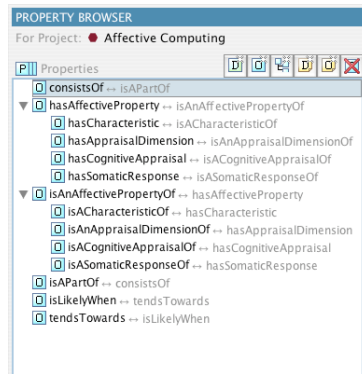 PROPERTY BROWSER
For Project: Affective Computing
P Properties D O D O
O consistsOf ↔ isAPartOf
O hasAffectiveProperty ↔ isAnAffectivePropertyOf
O hasCharacteristic ↔ isACharacteristicOf
O hasAppraisalDimension ↔ isAnAppraisalDimensionOf
O hasCognitiveAppraisal ↔ isACognitiveAppraisalOf
O hasSomaticResponse ↔ isASomaticResponseOf
O isAnAffectivePropertyOf ↔ hasAffectiveProperty
O isACharacteristicOf ↔ hasCharacteristic
O isAnAppraisalDimensionOf ↔ hasAppraisalDimension
O isACognitiveAppraisalOf ↔ hasCognitiveAppraisal
O isASomaticResponseOf ↔ hasSomaticResponse
O isAPartOf ↔ consistsOf
O isLikelyWhen ↔ tendsTowards
O tendsTowards ↔ isLikelyWhen